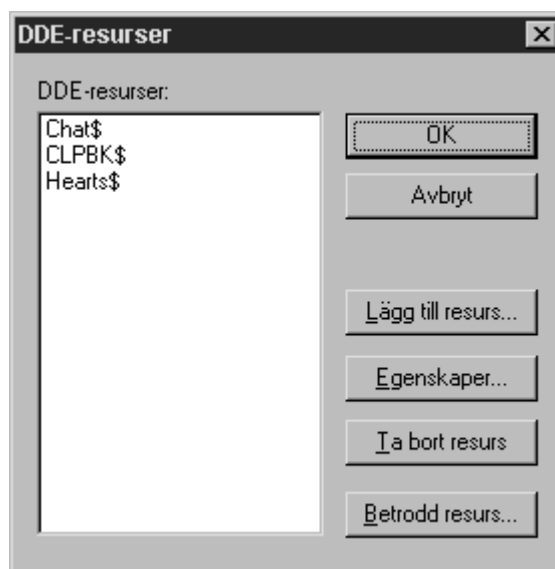 DDE-resurser
DDE-resurser:
Chat$
CLPBK$
Hearts$
OK
Avbryt
Lägg till resurs...
Egenskaper...
Ta bort resurs
Betrodd resurs...